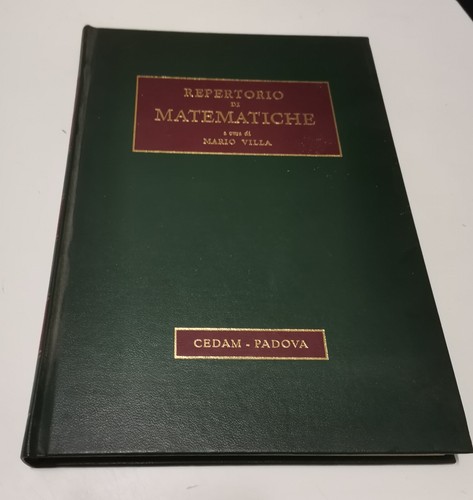 REPERTORIO
DI
MATEMATICHE
a cura di
MARIO VILLA
CEDAM - PADOVA